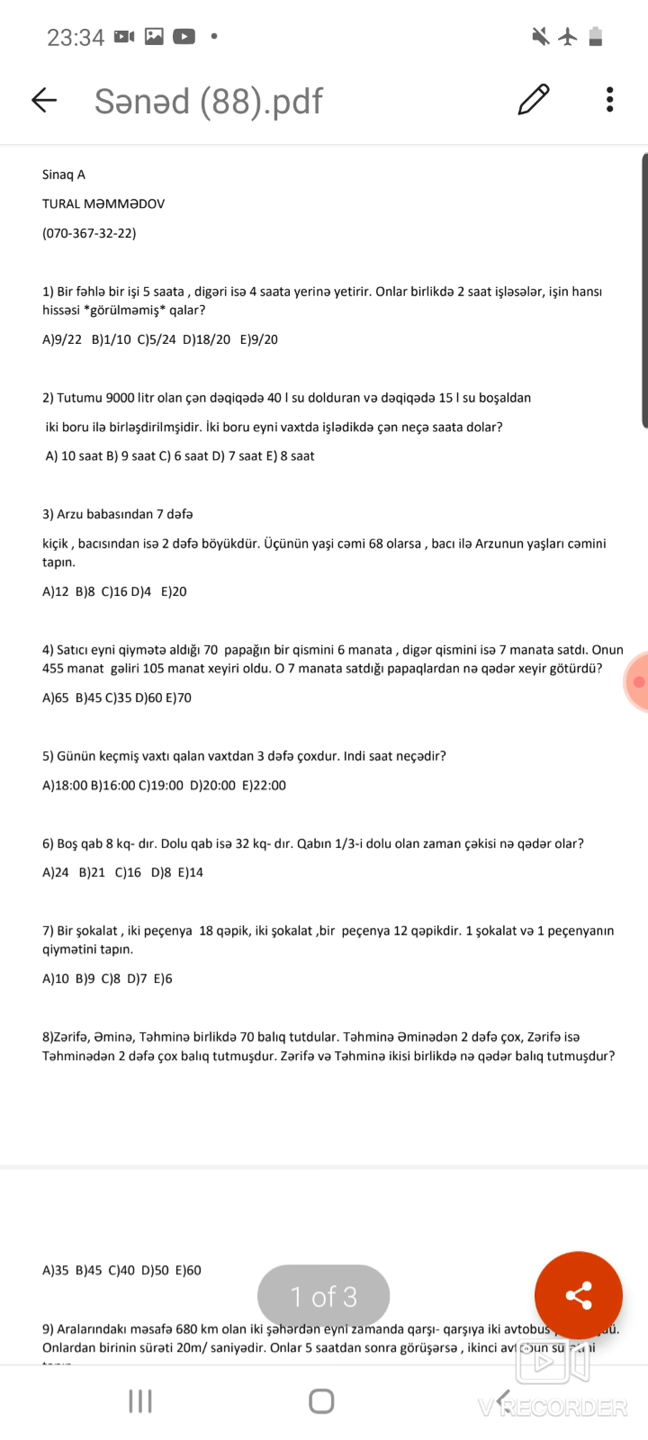 23:34
Sənəd (88).pdf
Sinaq A
TURAL MƏMMƏDOV
(070-367-32-22)
1) Bir fəhlə bir işi 5 saata , digəri isə 4 saata yerinə yetirir. Onlar birlikdə 2 saat işləsələr, işin hansı
hissəsi *görülməmiş* qalar?
A)9/22 B)1/10 C)5/24 D)18/20 E)9/20
2) Tutumu 9000 litr olan çən dəqiqədə 40 l su dolduran və dəqiqədə 15 l su boşaldan
iki boru ilə birləşdirilmşidir. İki boru eyni vaxtda işlədikdə çən neçə saata dolar?
A) 10 saat B) 9 saat C) 6 saat D) 7 saat E) 8 saat
3) Arzu babasından 7 dəfə
kiçik , bacısından isə 2 dəfə böyükdür. Üçünün yaşi cəmi 68 olarsa , bacı ilə Arzunun yaşları cəmini
tapın.
A)12 B)8 C)16 D)4 E)20
4) Satıcı eyni qiymətə aldığı 70 papağın bir qismini 6 manata , digər qismini isə 7 manata satdı. Onun
455 manat gəliri 105 manat xeyiri oldu. O 7 manata satdığı papaqlardan nə qədər xeyir götürdü?
A)65 B)45 C)35 D)60 E)70
5) Günün keçmiş vaxtı qalan vaxtdan 3 dəfə çoxdur. Indi saat neçədir?
A)18:00 B)16:00 C)19:00 D)20:00 E)22:00
6) Boş qab 8 kq- dır. Dolu qab isə 32 kq- dır. Qabın 1/3-i dolu olan zaman çəkisi nə qədər olar?
A)24 B)21 C)16 D)8 E)14
7) Bir şokalat , iki peçenya 18 qəpik, iki şokalat ,bir peçenya 12 qəpikdir. 1 şokalat və 1 peçenyanın
qiymətini tapın.
A)10 B)9 C)8 D)7 E)6
8)Zərifə, Əminə, Təhminə birlikdə 70 balıq tutdular. Təhminə Əminədən 2 dəfə çox, Zərifə isə
Təhminədən 2 dəfə çox balıq tutmuşdur. Zərifə və Təhminə ikisi birlikdə nə qədər balıq tutmuşdur?
A)35 B)45 C)40 D)50 E)60
1 of 3
9) Aralarındakı məsafə 680 km olan iki şəhərdən eyni zamanda qarşı- qarşıya iki avtobus
Onlardan birinin sürəti 20m/ saniyədir. Onlar 5 saatdan sonra görüşərsə , ikinci
V RECORDER